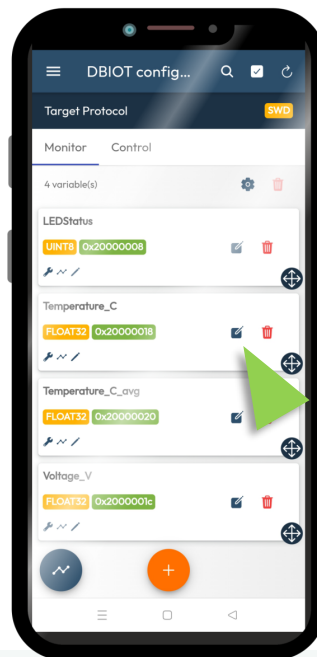 DBIOT config...
Target Protocol SWD
Monitor Control
4 variable(s)
LEDStatus
UINT8 0x20000008
Temperature_C
FLOAT32 0x20000018
Temperature_C_avg
FLOAT32 0x20000020
Voltage_V
FLOAT32 0x2000001c